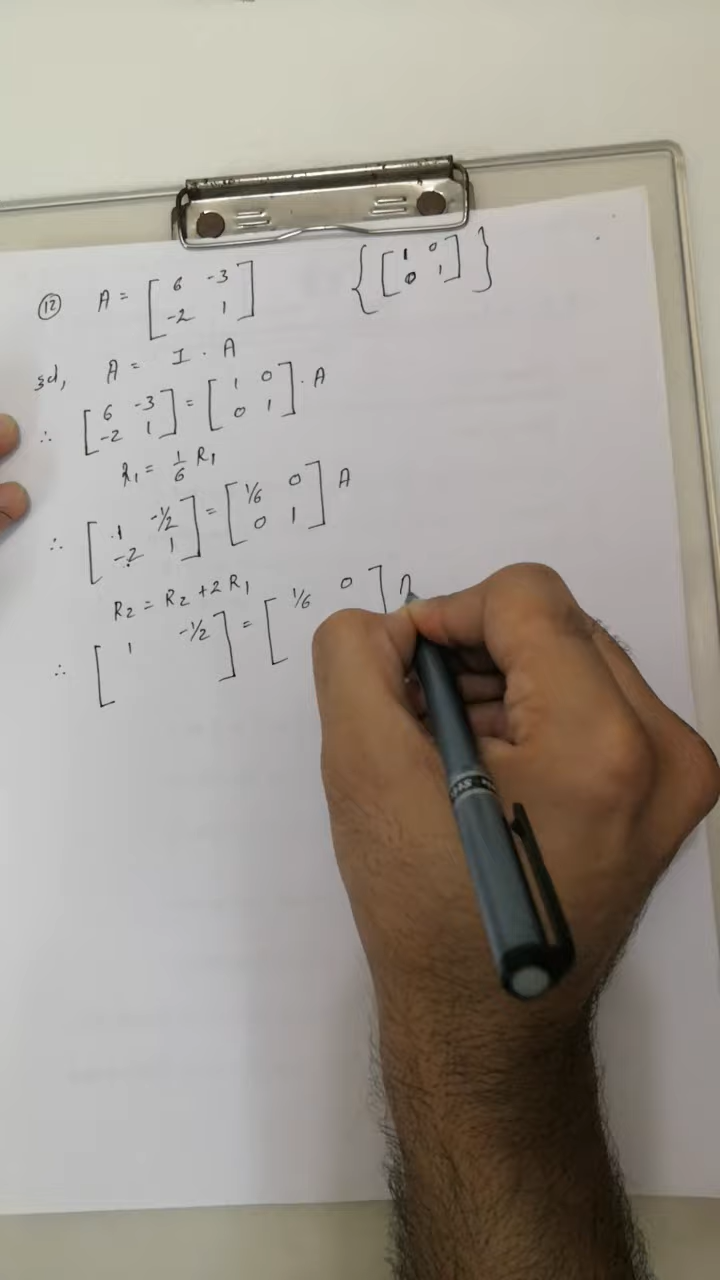 ⑫ A = [ 6 -3 ] { [ 1 0 ] }
[ -2 1 ] [ 0 1 ]
sol, A = I . A
∴ [ 6 -3 ] = [ 1 0 ] . A
[ -2 1 ] [ 0 1 ]
R₁ = 1/6 R₁
∴ [ 1 -1/2 ] = [ 1/6 0 ] A
[ -2 1 ] [ 0 1 ]
R₂ = R₂ + 2 R₁
∴ [ 1 -1/2 ] = [ 1/6 0 ]